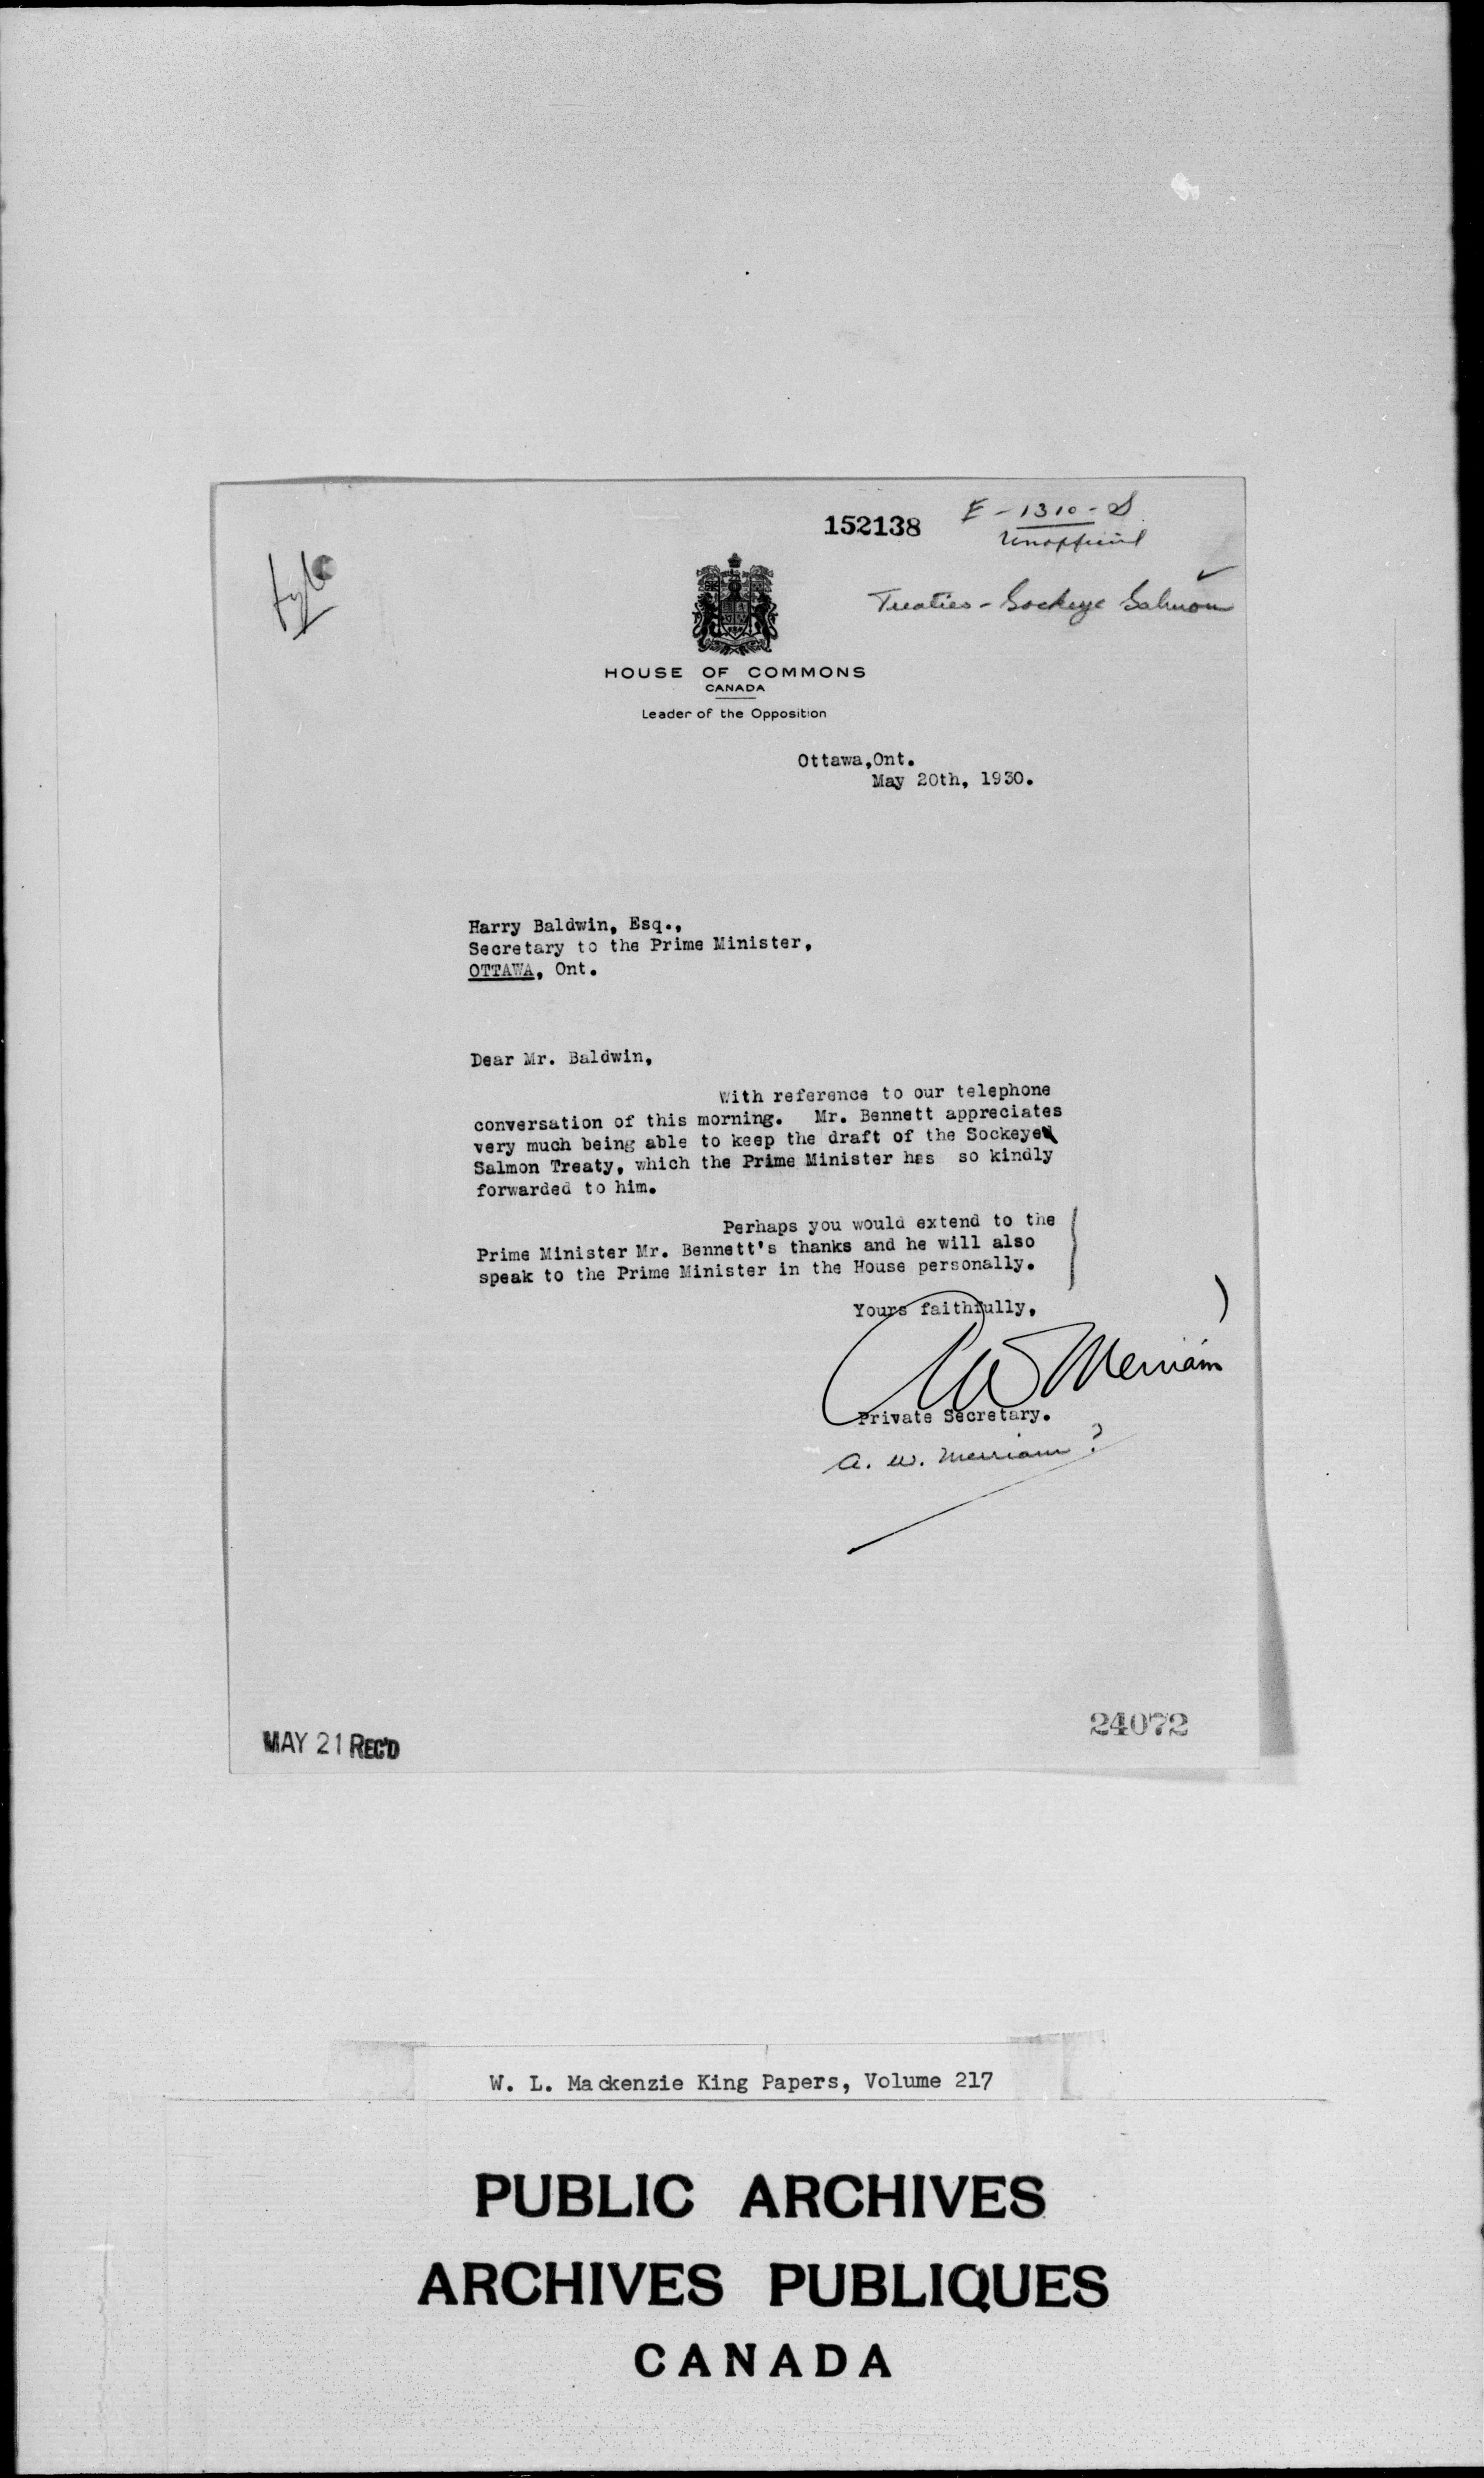 152138
E-1310-S
Unofficial
fyle
Treaties - Sockeye Salmon
HOUSE OF COMMONS
CANADA
Leader of the Opposition
Ottawa,Ont.
May 20th, 1930.
Harry Baldwin, Esq.,
Secretary to the Prime Minister,
OTTAWA, Ont.
Dear Mr. Baldwin,
With reference to our telephone
conversation of this morning. Mr. Bennett appreciates
very much being able to keep the draft of the Sockeye
Salmon Treaty, which the Prime Minister has so kindly
forwarded to him.
Perhaps you would extend to the
Prime Minister Mr. Bennett's thanks and he will also
speak to the Prime Minister in the House personally.
Yours faithfully,
AW Merriam
Private Secretary.
A. W. Merriam ?
MAY 21 REC'D
24072
W. L. Mackenzie King Papers, Volume 217
PUBLIC ARCHIVES
ARCHIVES PUBLIQUES
CANADA